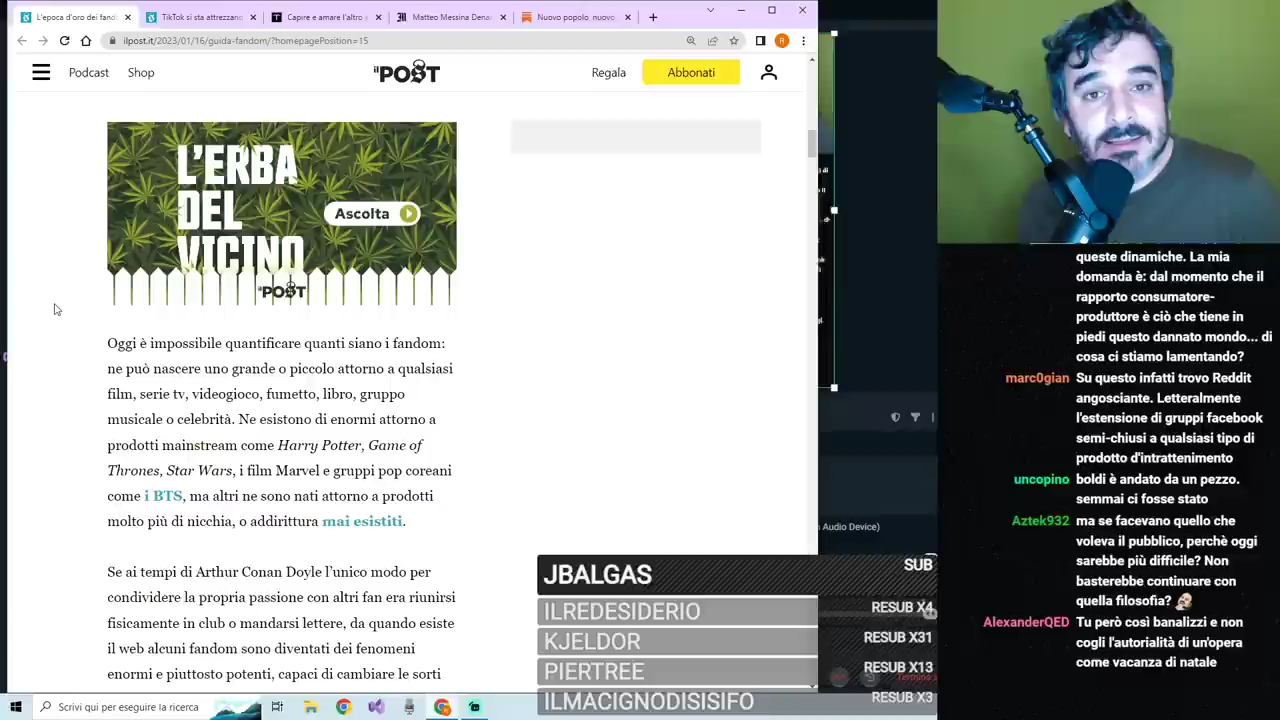 L'epoca d'oro dei fand
TikTok si sta attrezzand
Capire e amare l'altro e
Matteo Messina Dena
Nuovo popolo, nuovo
ilpost.it/2023/01/16/guida-fandom/?homepagePosition=15
Podcast
Shop
il POST
Regala
Abbonati
L'ERBA
DEL
VICINO
Ascolta
il POST
Oggi è impossibile quantificare quanti siano i fandom:
ne può nascere uno grande o piccolo attorno a qualsiasi
film, serie tv, videogioco, fumetto, libro, gruppo
musicale o celebrità. Ne esistono di enormi attorno a
prodotti mainstream come Harry Potter, Game of
Thrones, Star Wars, i film Marvel e gruppi pop coreani
come i BTS, ma altri ne sono nati attorno a prodotti
molto più di nicchia, o addirittura mai esistiti.
Se ai tempi di Arthur Conan Doyle l'unico modo per
condividere la propria passione con altri fan era riunirsi
fisicamente in club o mandarsi lettere, da quando esiste
il web alcuni fandom sono diventati dei fenomeni
enormi e piuttosto potenti, capaci di cambiare le sorti
Audio Device)
JBALGAS SUB
ILREDESIDERIO RESUB X4
KJELDOR RESUB X31
PIERTREE RESUB X13
ILMACIGNODISISIFO RESUB X3
queste dinamiche. La mia
domanda è: dal momento che il
rapporto consumatore-
produttore è ciò che tiene in
piedi questo dannato mondo... di
cosa ci stiamo lamentando?
marc0gian Su questo infatti trovo Reddit
angosciante. Letteralmente
l'estensione di gruppi facebook
semi-chiusi a qualsiasi tipo di
prodotto d'intrattenimento
uncopino boldi è andato da un pezzo.
semmai ci fosse stato
Aztek932 ma se facevano quello che
voleva il pubblico, perchè oggi
sarebbe più difficile? Non
basterebbe continuare con
quella filosofia?
AlexanderQED Tu però così banalizzi e non
cogli l'autorialità di un'opera
come vacanza di natale
Scrivi qui per eseguire la ricerca